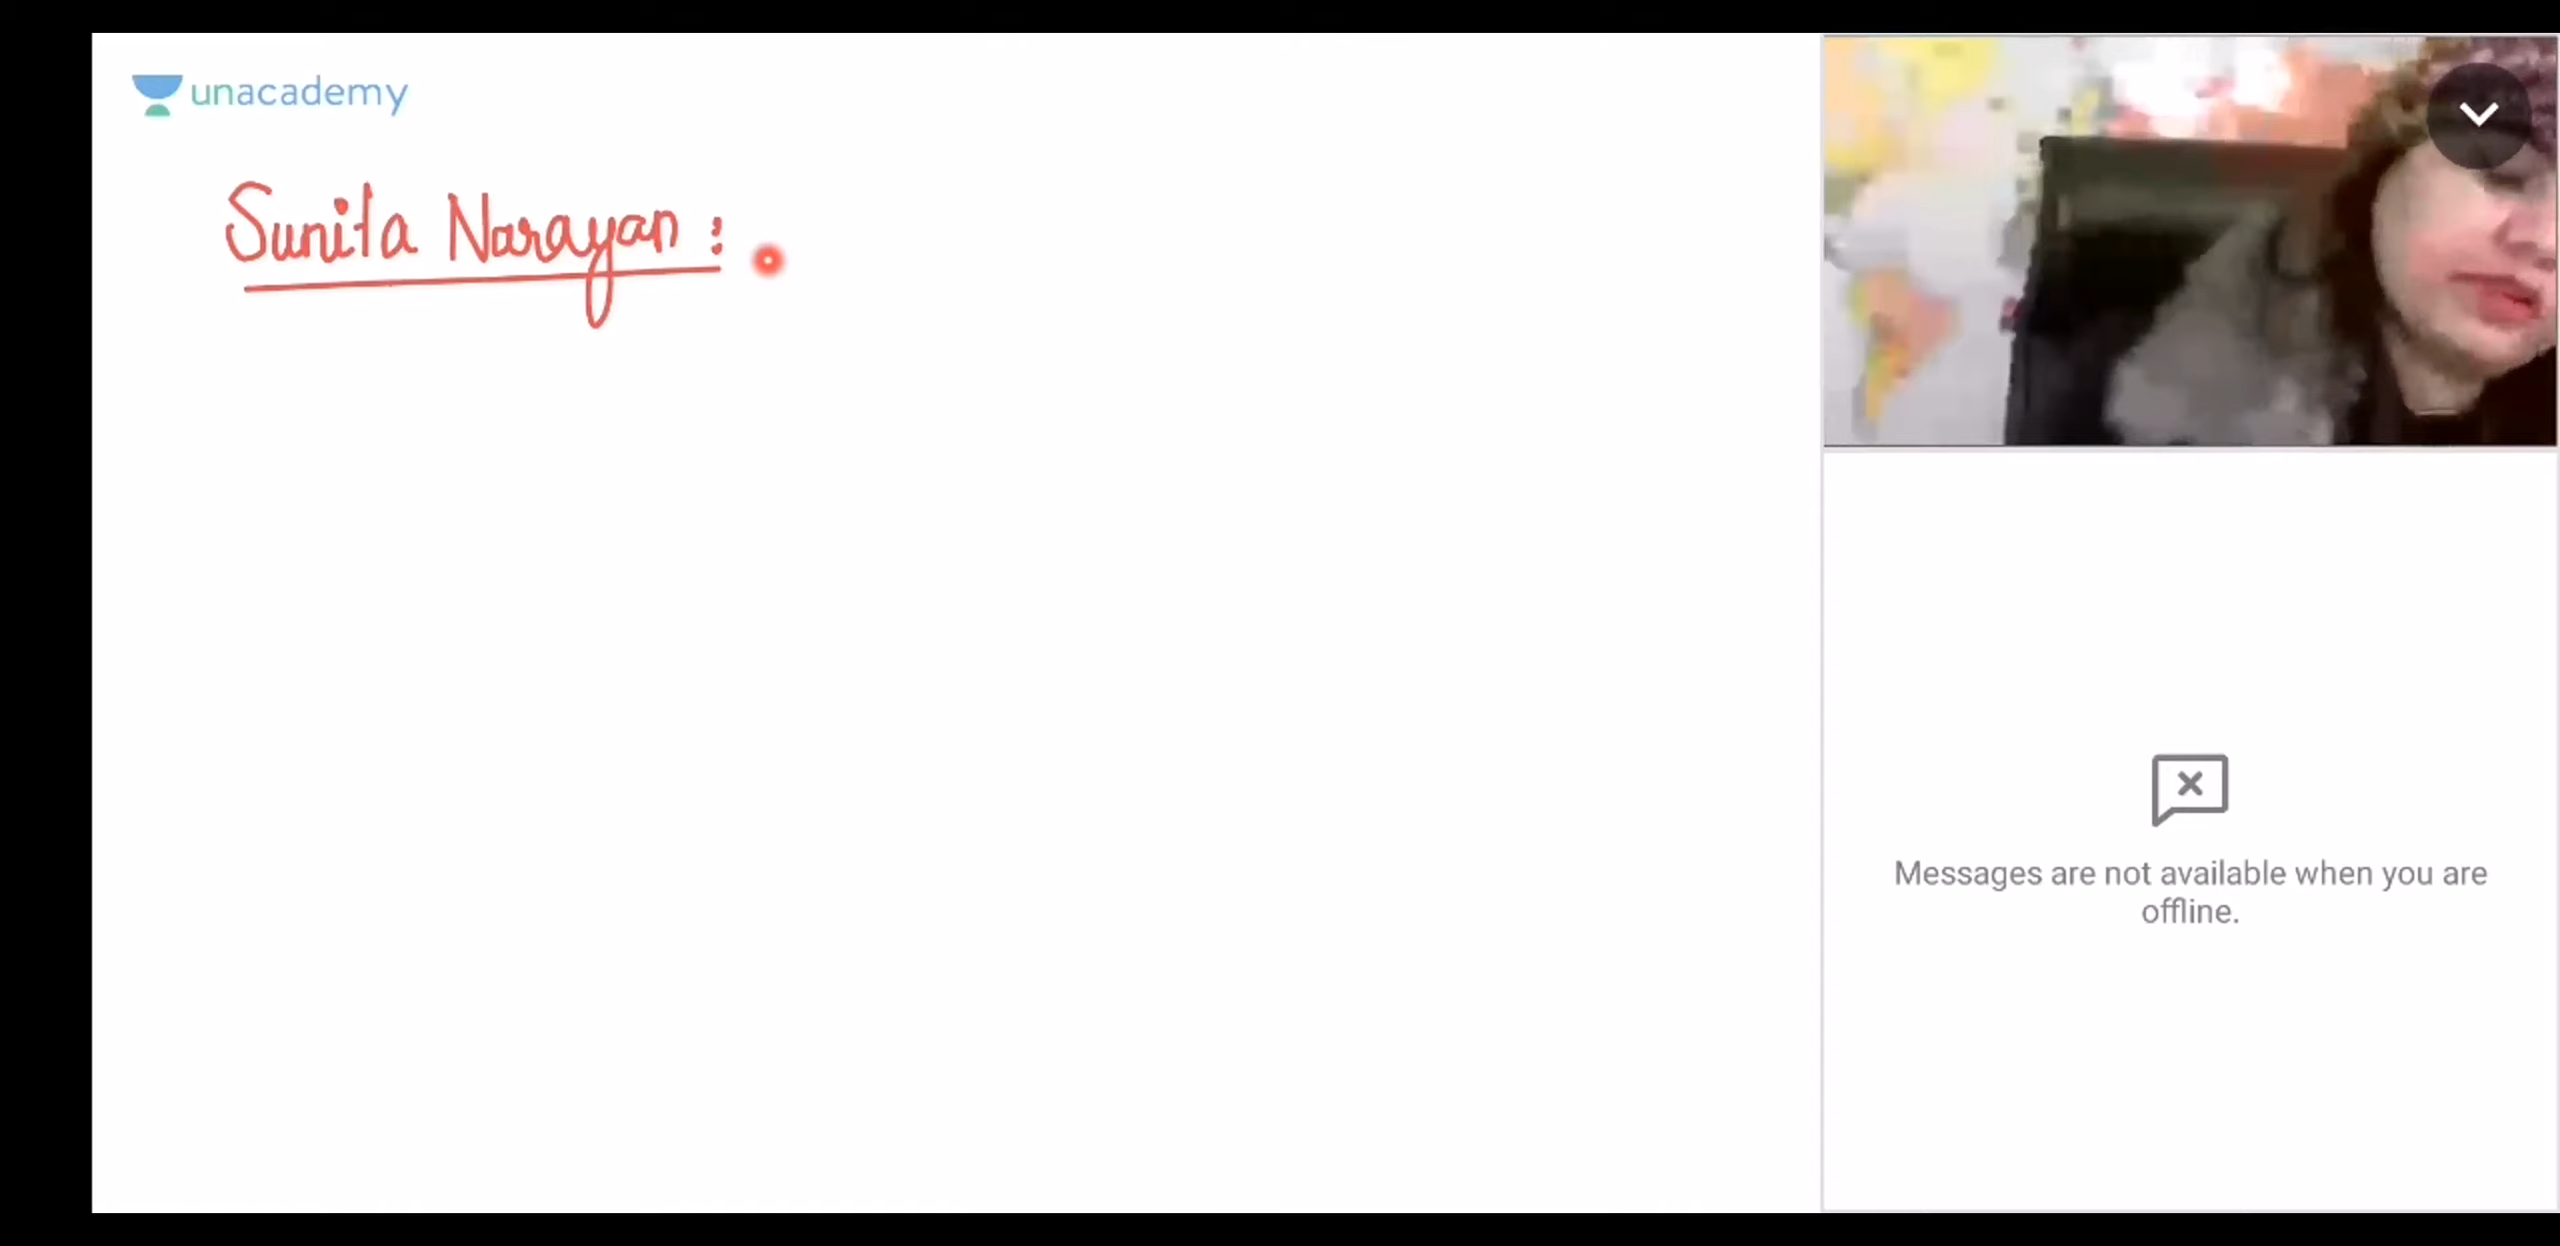 unacademy
Sunita Narayan :
Messages are not available when you are
offline.